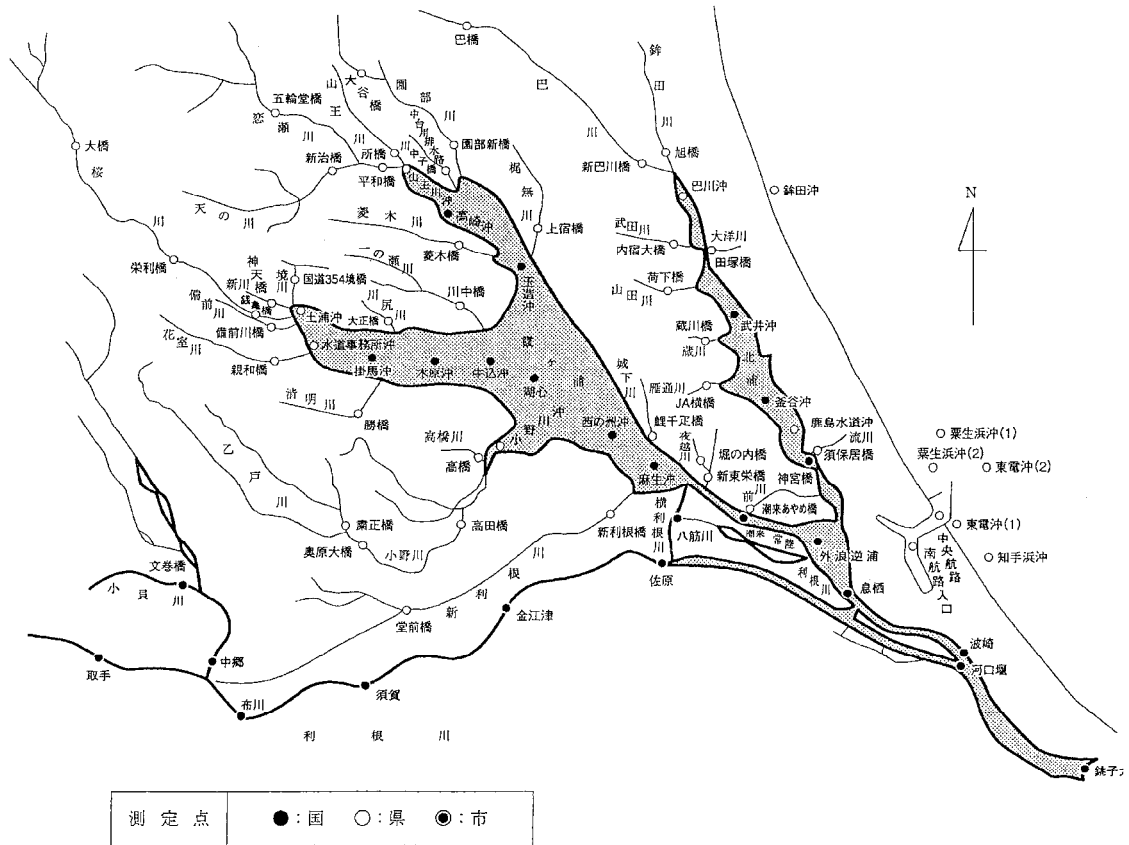 巴橋
鉾田川
大谷橋
園部川
山王川
巴川
五輪堂橋
恋瀬川
中台川排水路
園部新橋
旭橋
大橋
桜川
新治橋
所橋
川中子橋
平和橋
山王川沖
梶無川
新巴川橋
巴川沖
鉾田沖
N
天の川
菱木川
高崎沖
上宿橋
武田川
大洋川
内宿大橋
田塚橋
菱木橋
一の瀬川
栄利橋
神天橋
境川
国道354境橋
玉造沖
荷下橋
山田川
新川
川尻川
川中橋
備前川
銭亀橋
土浦沖
大正橋
武井沖
備前川橋
蔵川橋
蔵川
花室川
水道事務所沖
霞ヶ浦
北浦
親和橋
掛馬沖
木原沖
牛込沖
湖心
城下川
雁通川
JA横橋
釜谷沖
清明川
勝橋
小野川沖
西の洲沖
鯉千疋橋
鹿島水道沖
流川
粟生浜沖(1)
高橋川
高橋
夜越川
堀の内橋
須保居橋
粟生浜沖(2)
東電沖(2)
乙戸川
麻生沖
新東栄橋
神宮橋
前川
潮来あやめ橋
粛正橋
高田橋
新利根橋
横利根川
八筋川
潮来
常陸利根川
外浪逆浦
東電沖(1)
中央航路
南航路入口
知手浜沖
奥原大橋
小野川
文巻橋
小貝川
佐原
息栖
新利根川
堂前橋
金江津
波崎
河口堰
取手
中郷
布川
須賀
利根川
銚子
測定点
●:国 ○:県 ◉:市